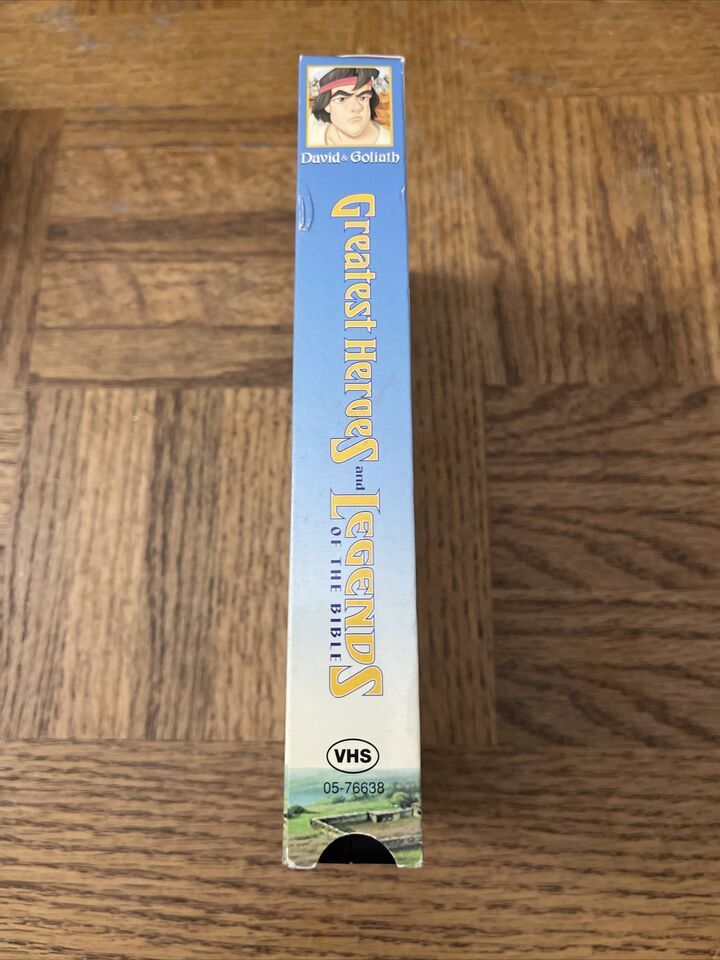 David & Goliath
Greatest Heroes and Legends
OF THE BIBLE
VHS
05-76638